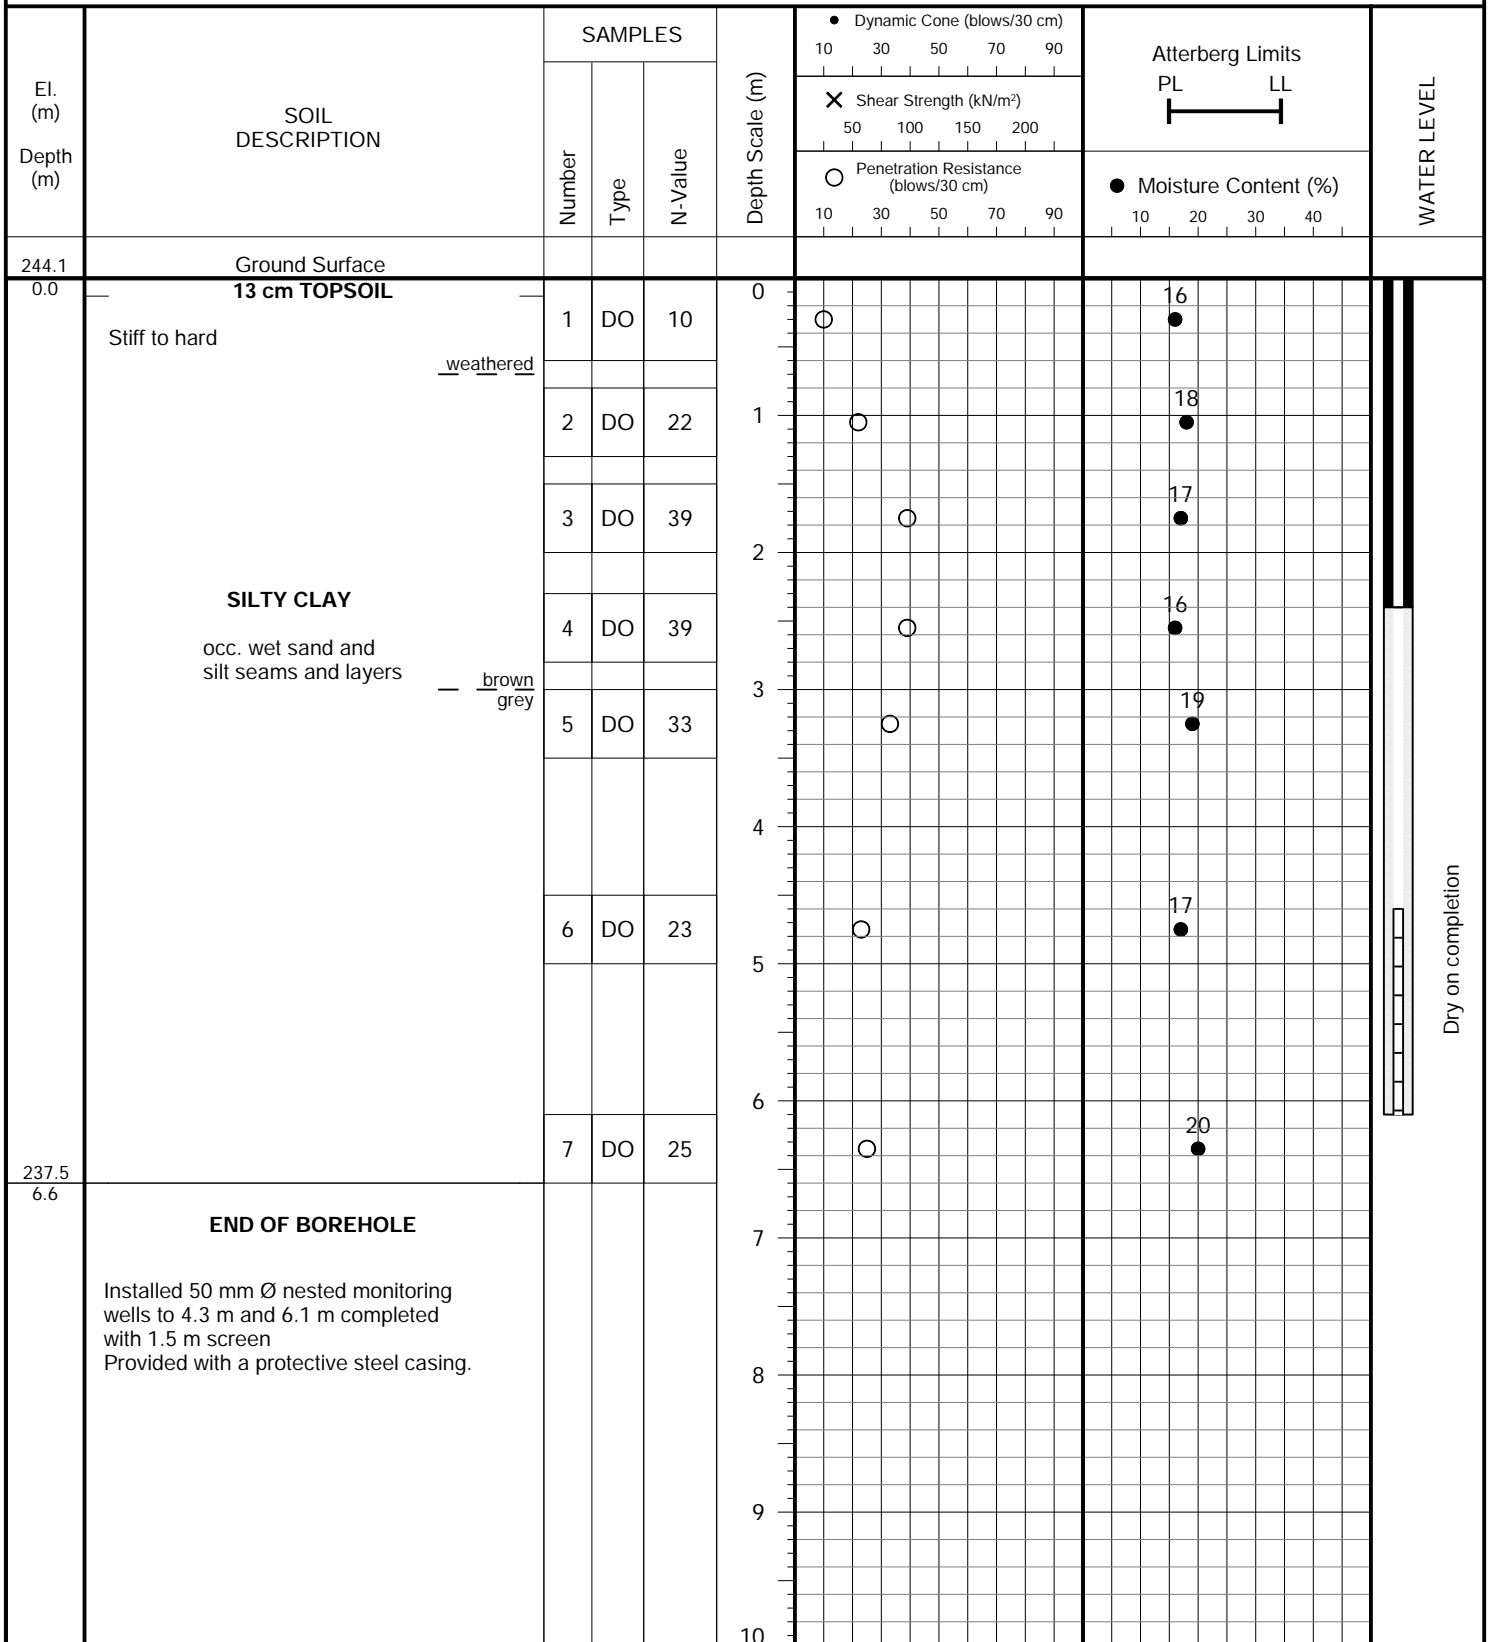 El.
(m)
Depth
(m)
SOIL
DESCRIPTION
SAMPLES
Number
Type
N-Value
Depth Scale (m)
Dynamic Cone (blows/30 cm)
10 30 50 70 90
Shear Strength (kN/m²)
50 100 150 200
Penetration Resistance
(blows/30 cm)
10 30 50 70 90
Atterberg Limits
PL LL
Moisture Content (%)
10 20 30 40
WATER LEVEL
244.1 Ground Surface
0.0 13 cm TOPSOIL 0
16
1 DO 10
Stiff to hard
weathered
18
2 DO 22 1
17
3 DO 39
2
SILTY CLAY
16
4 DO 39
occ. wet sand and
silt seams and layers
brown
3
grey
19
5 DO 33
4
17
6 DO 23
5
Dry on completion
6
20
7 DO 25
237.5
6.6
END OF BOREHOLE
7
Installed 50 mm Ø nested monitoring
wells to 4.3 m and 6.1 m completed
with 1.5 m screen
Provided with a protective steel casing.
8
9
10